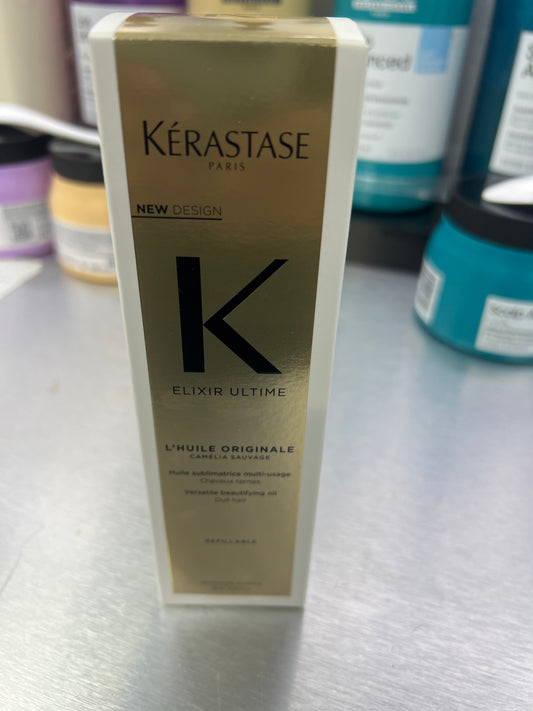 KÉRASTASE
PARIS
NEW DESIGN
K
ELIXIR ULTIME
L'HUILE ORIGINALE
CAMÉLIA SAUVAGE
Huile sublimatrice multi-usage
Cheveux ternes
Versatile beautifying oil
Dull hair
REFILLABLE
Scalp